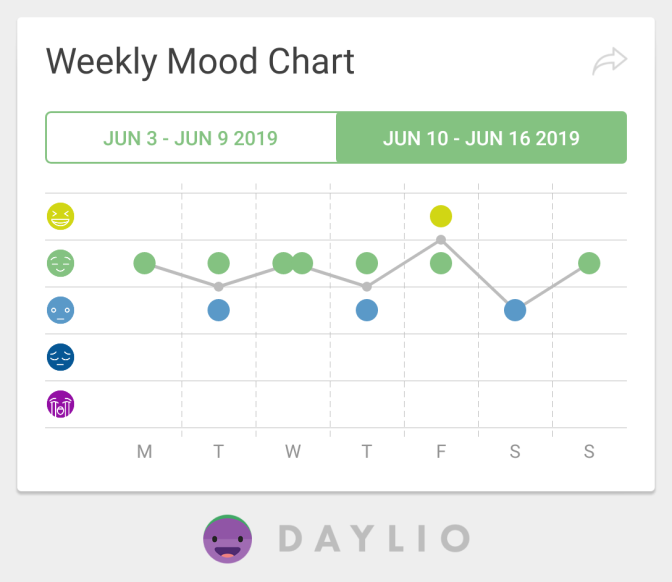 Weekly Mood Chart
JUN 3 - JUN 9 2019 JUN 10 - JUN 16 2019
M T W T F S S
DAYLIO